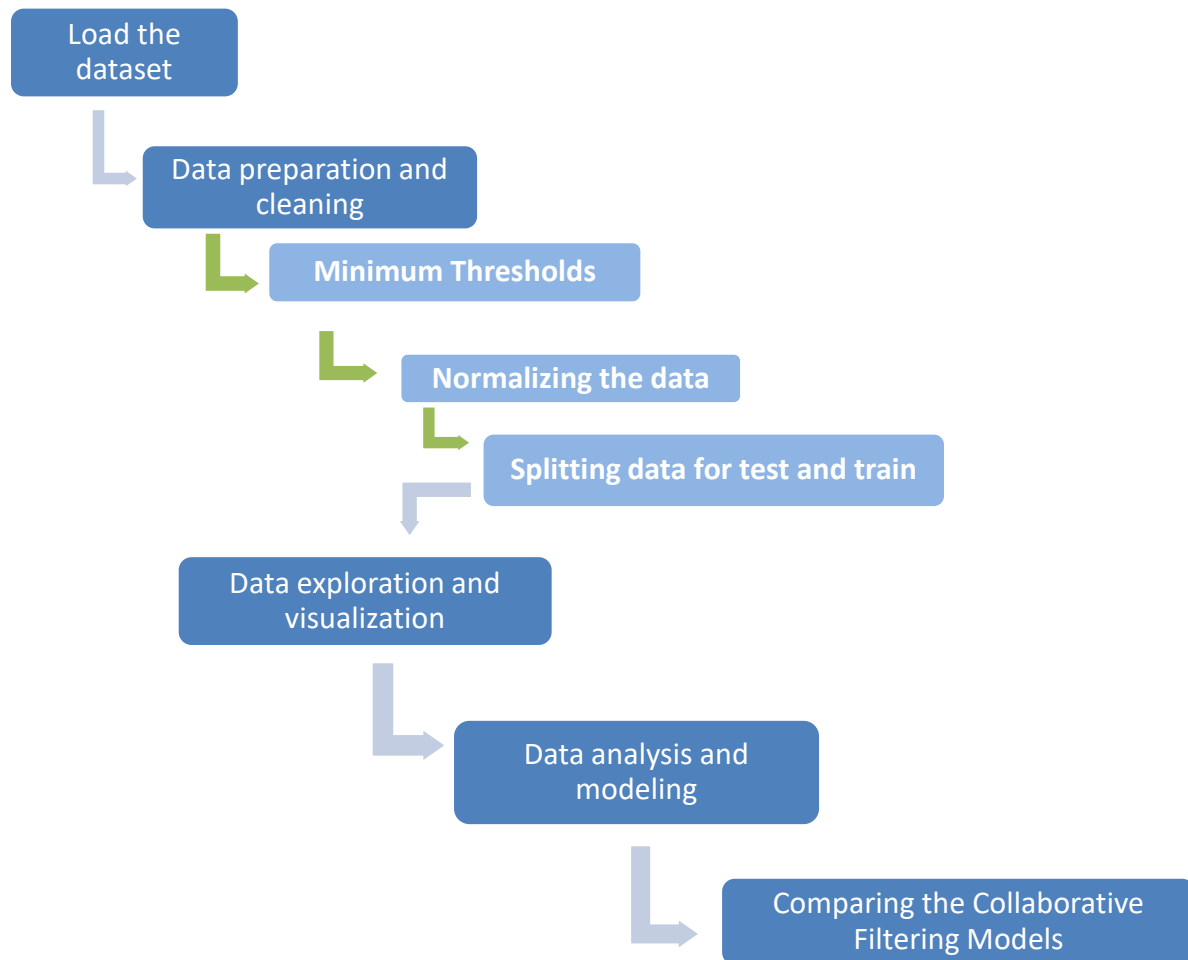 Load the
dataset
Data preparation and
cleaning
Minimum Thresholds
Normalizing the data
Splitting data for test and train
Data exploration and
visualization
Data analysis and
modeling
Comparing the Collaborative
Filtering Models